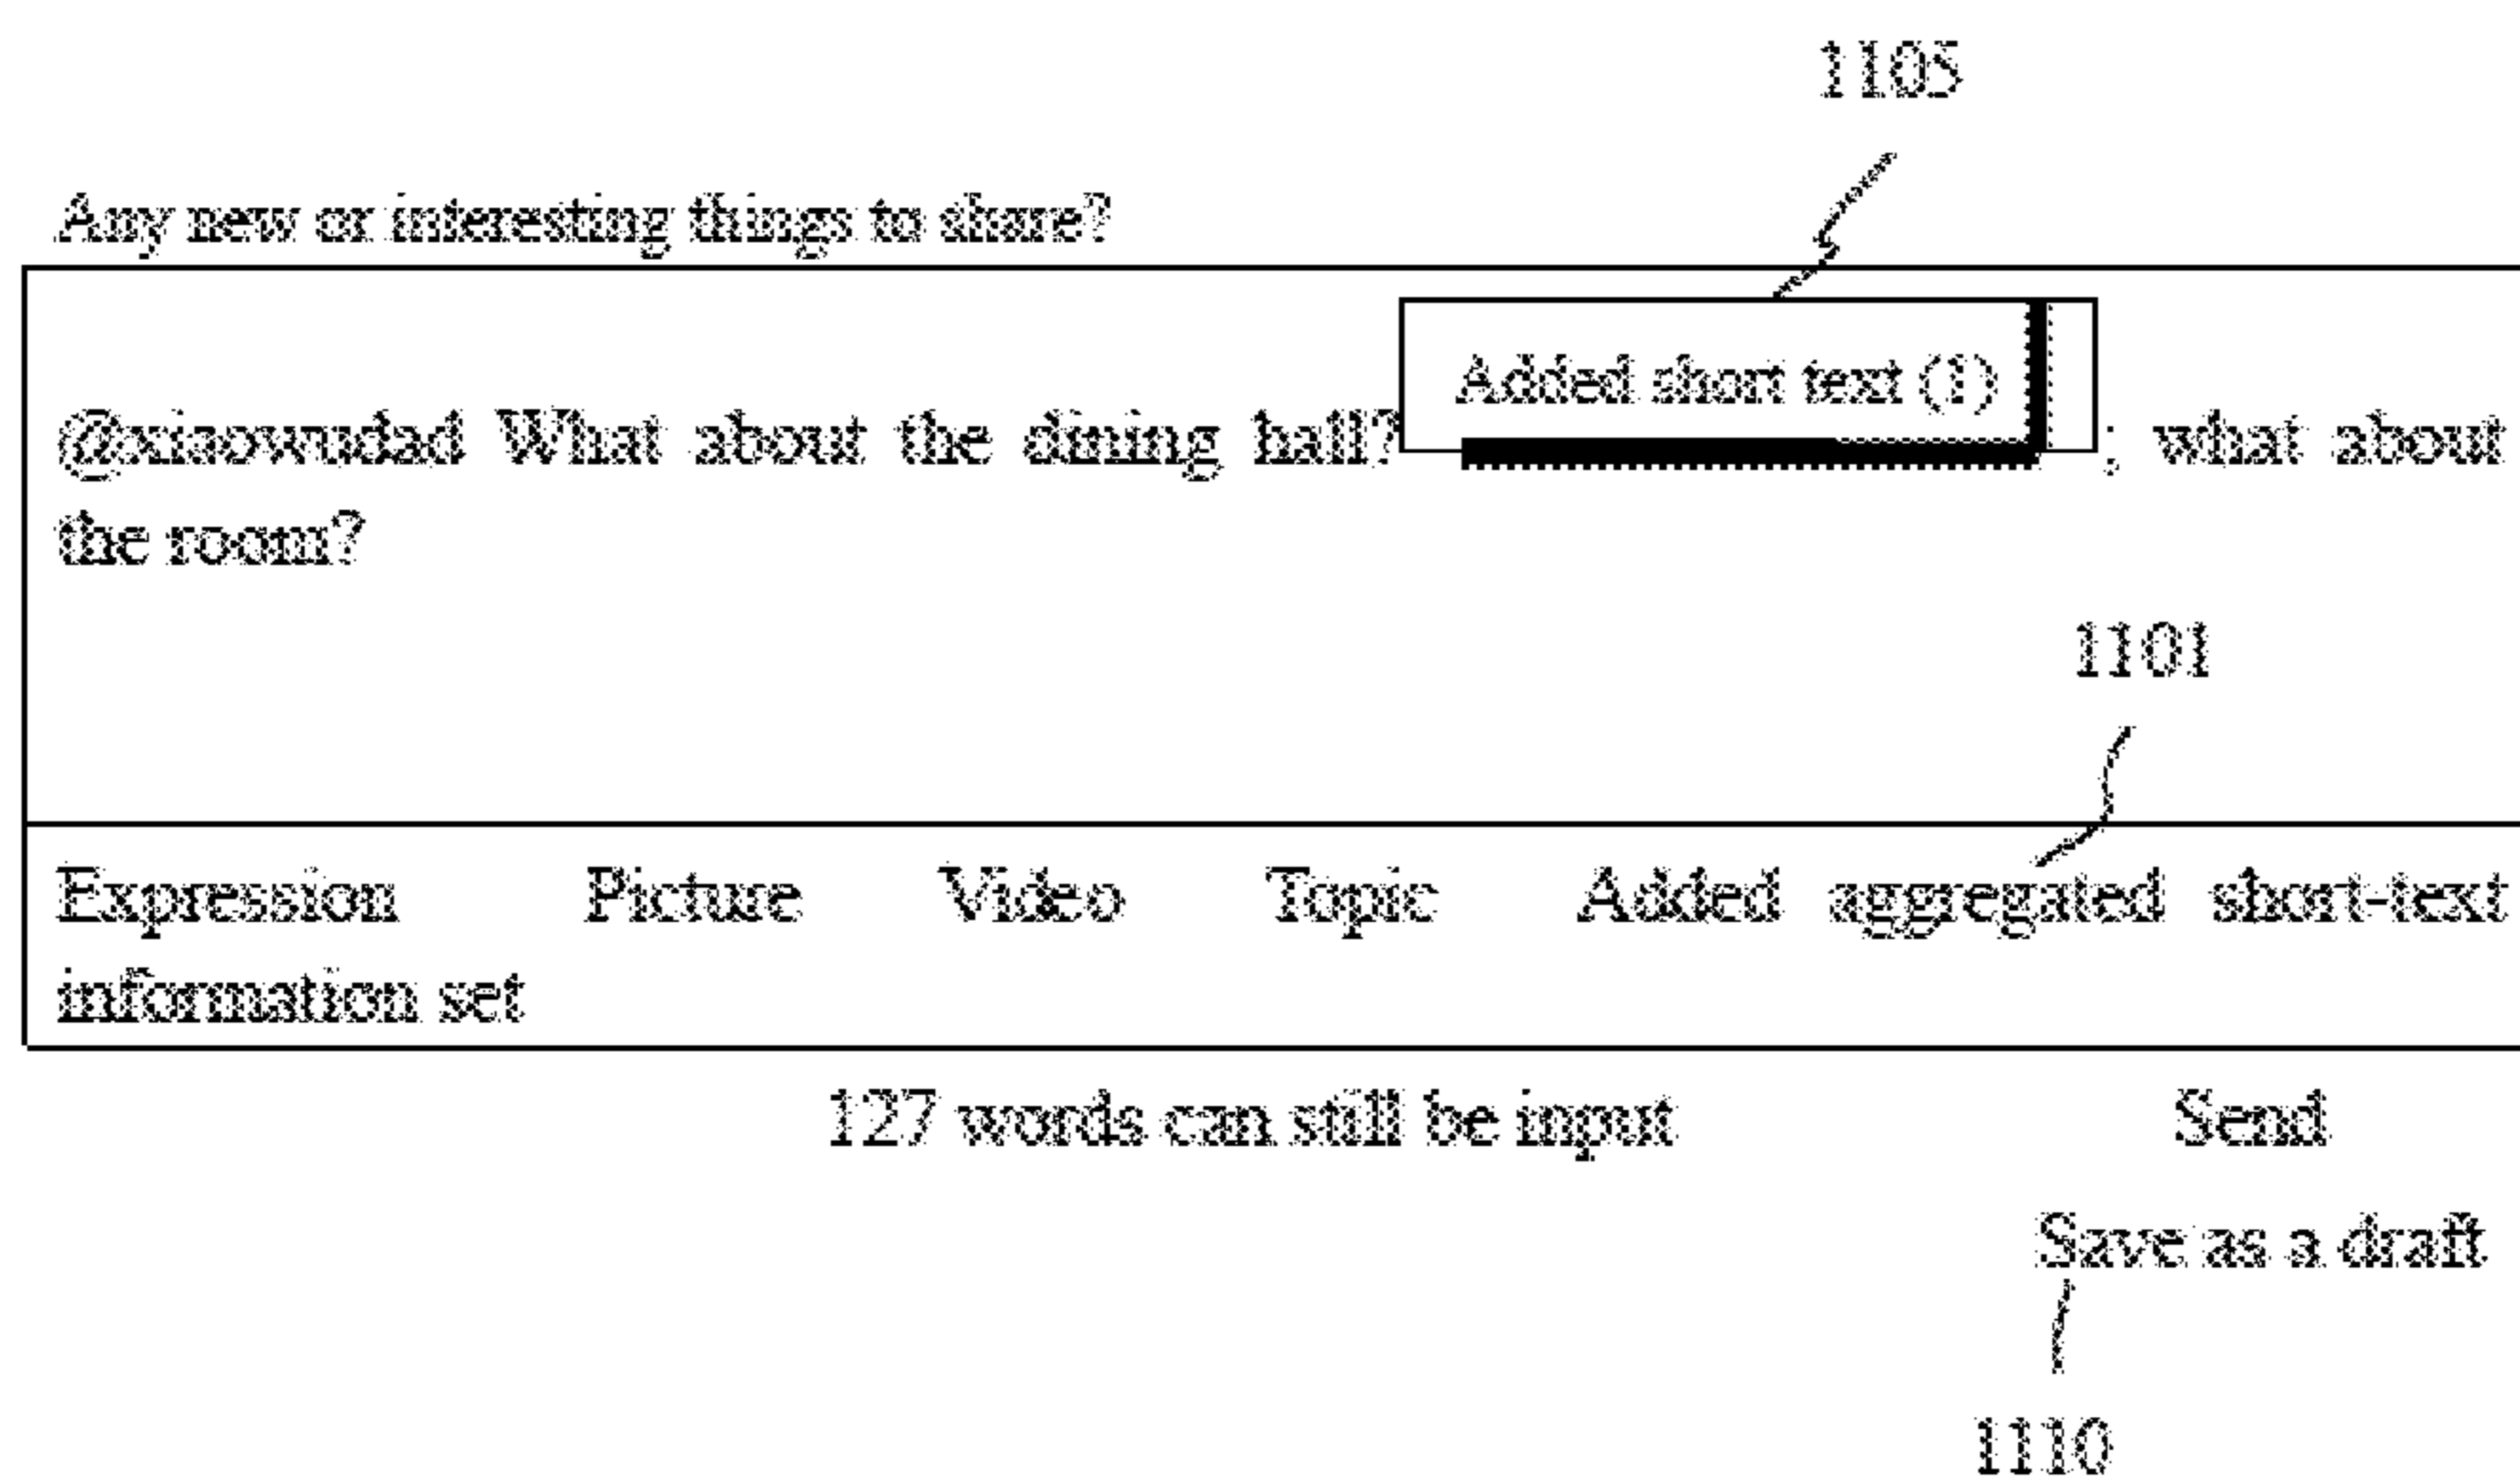 1105
Any new or interesting things to share?
Added short text (1)
@xiaowudad What about the dining hall? ; what about
the room?
1101
Expression Picture Video Topic Added aggregated short-text
information set
127 words can still be input Send
Save as a draft
1110